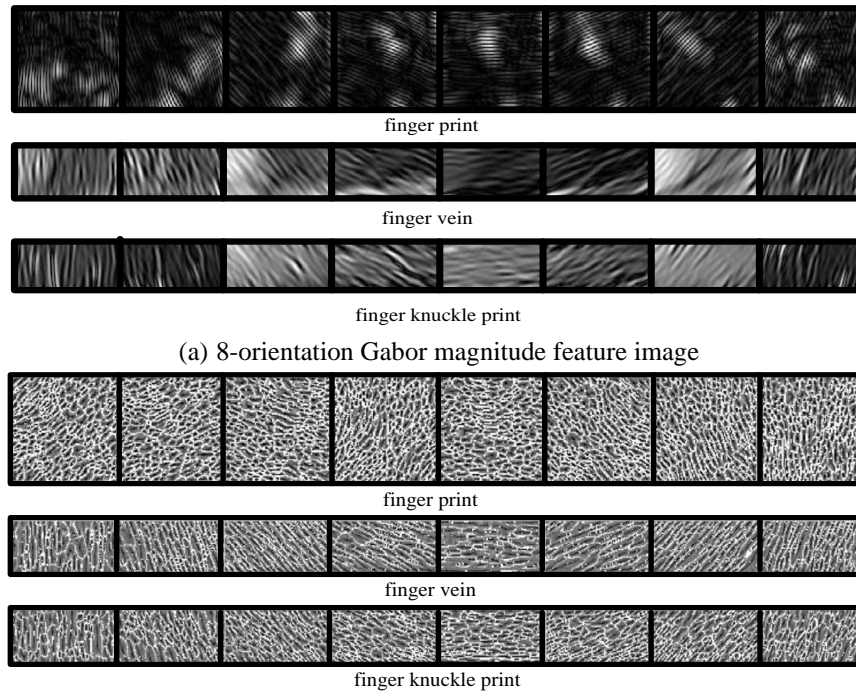 finger print
finger vein
finger knuckle print
(a) 8-orientation Gabor magnitude feature image
finger print
finger vein
finger knuckle print